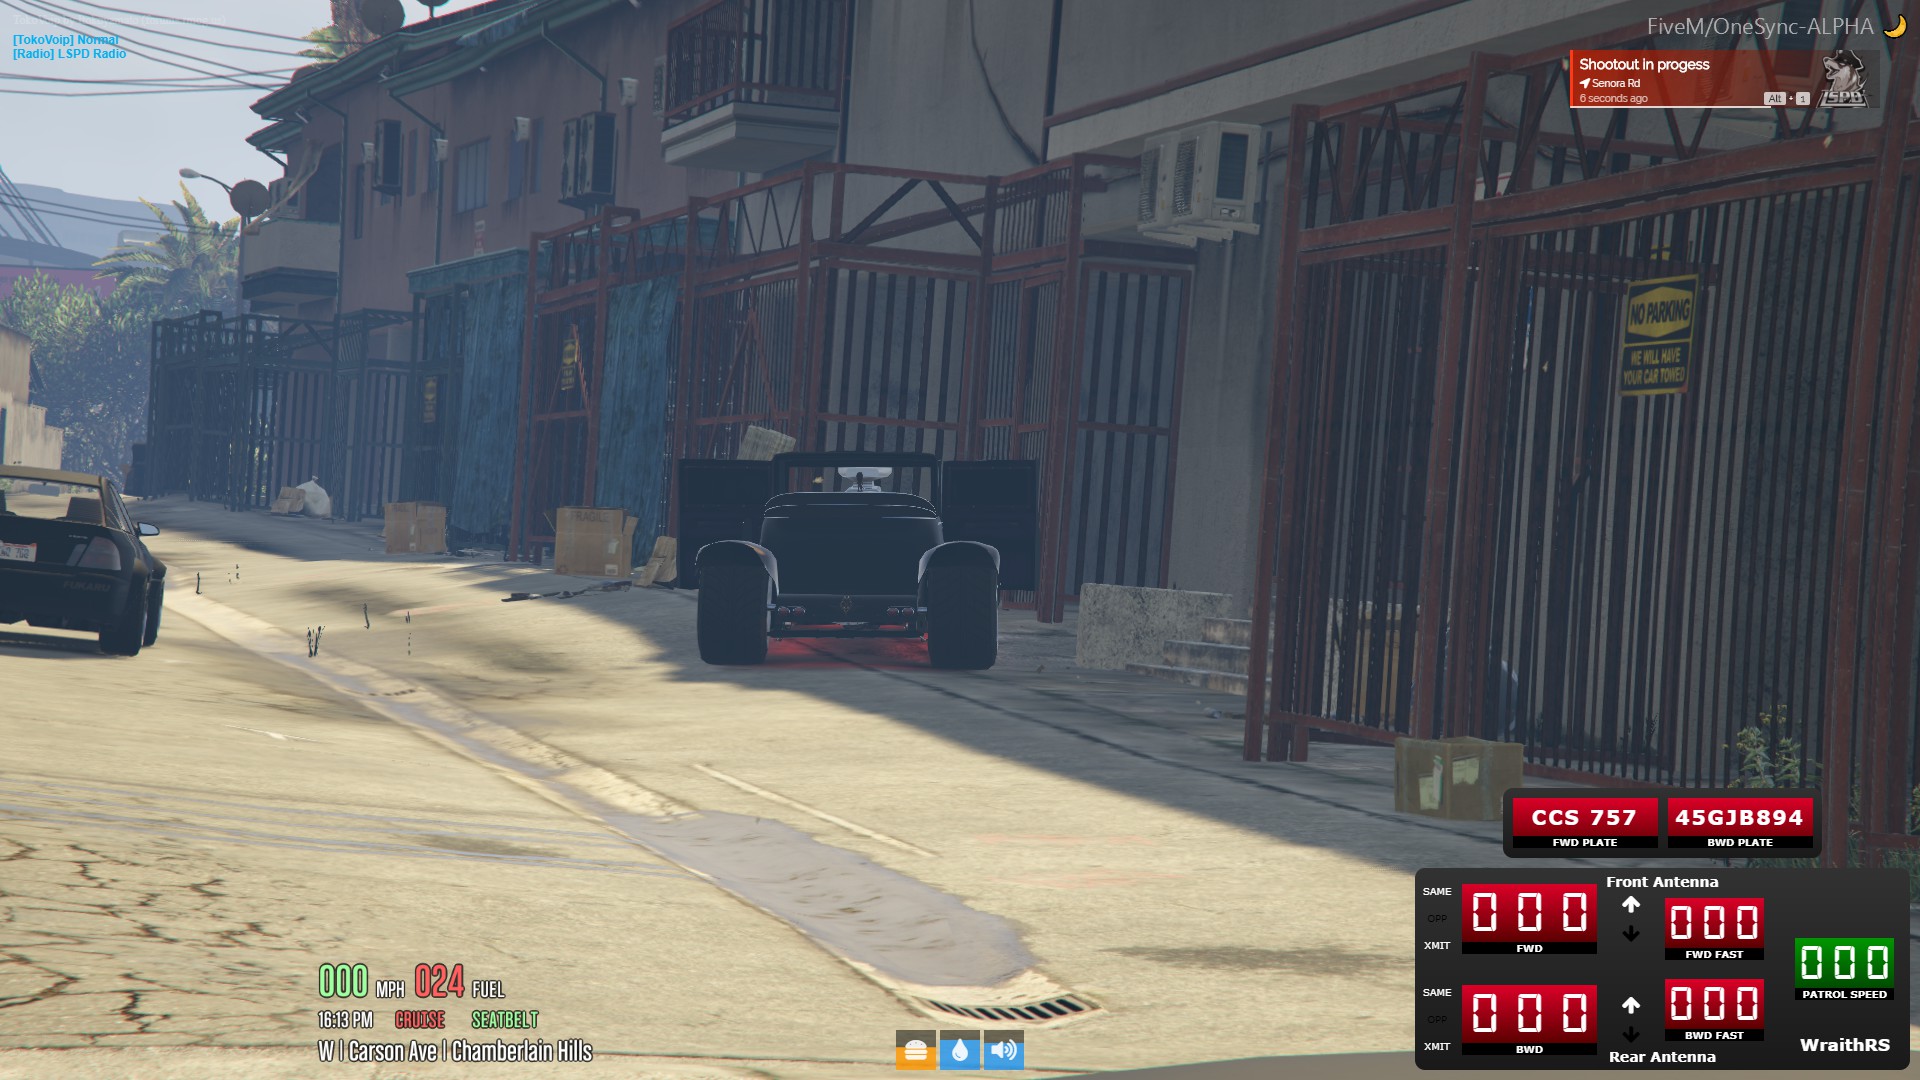 [TokoVoip] Normal
[Radio] LSPD Radio
FiveM/OneSync-ALPHA
Shootout in progess
Senora Rd
6 seconds ago
Alt + 1
LSPD
NO PARKING
WE WILL HAVE
YOUR CAR TOWED
FRAGILE
CCS 757
FWD PLATE
45GJB894
BWD PLATE
Front Antenna
SAME
OPP
XMIT
000
FWD
000
FWD FAST
000
PATROL SPEED
SAME
OPP
XMIT
000
BWD
000
BWD FAST
Rear Antenna
WraithRS
000 MPH 024 FUEL
16:13 PM CRUISE SEATBELT
W | Carson Ave | Chamberlain Hills